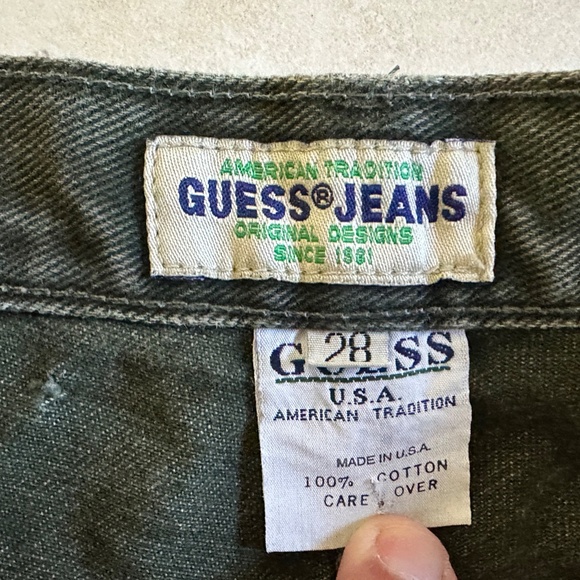 AMERICAN TRADITION
GUESS® JEANS
ORIGINAL DESIGNS
SINCE 1981
28
GUESS
U.S.A.
AMERICAN TRADITION
MADE IN U.S.A.
100% COTTON
CARE OVER